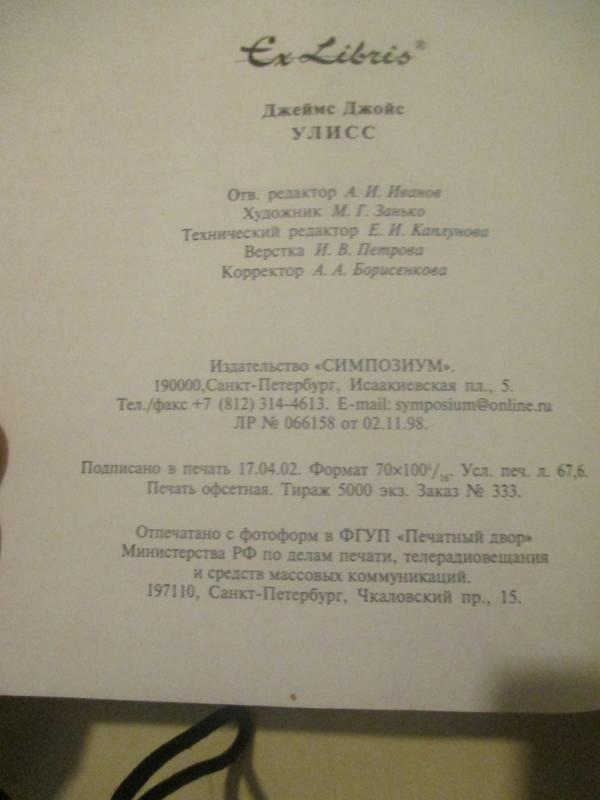 Ex Libris®
Джеймс Джойс
УЛИСС
Отв. редактор А. И. Иванов
Художник М. Г. Занько
Технический редактор Е. И. Каплунова
Верстка И. В. Петрова
Корректор А. А. Борисенкова
Издательство «СИМПОЗИУМ».
190000,Санкт-Петербург, Исаакиевская пл., 5.
Тел./факс +7 (812) 314-4613. E-mail: symposium@online.ru
ЛР № 066158 от 02.11.98.
Подписано в печать 17.04.02. Формат 70×100¹/₁₆. Усл. печ. л. 67,6.
Печать офсетная. Тираж 5000 экз. Заказ № 333.
Отпечатано с фотоформ в ФГУП «Печатный двор»
Министерства РФ по делам печати, телерадиовещания
и средств массовых коммуникаций.
197110, Санкт-Петербург, Чкаловский пр., 15.